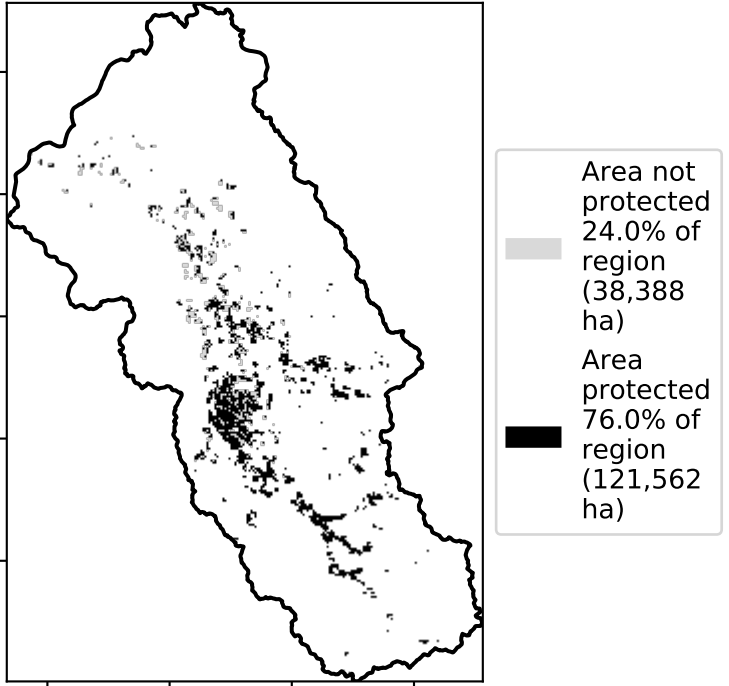 Area not
protected
24.0% of
region
(38,388
ha)
Area
protected
76.0% of
region
(121,562
ha)